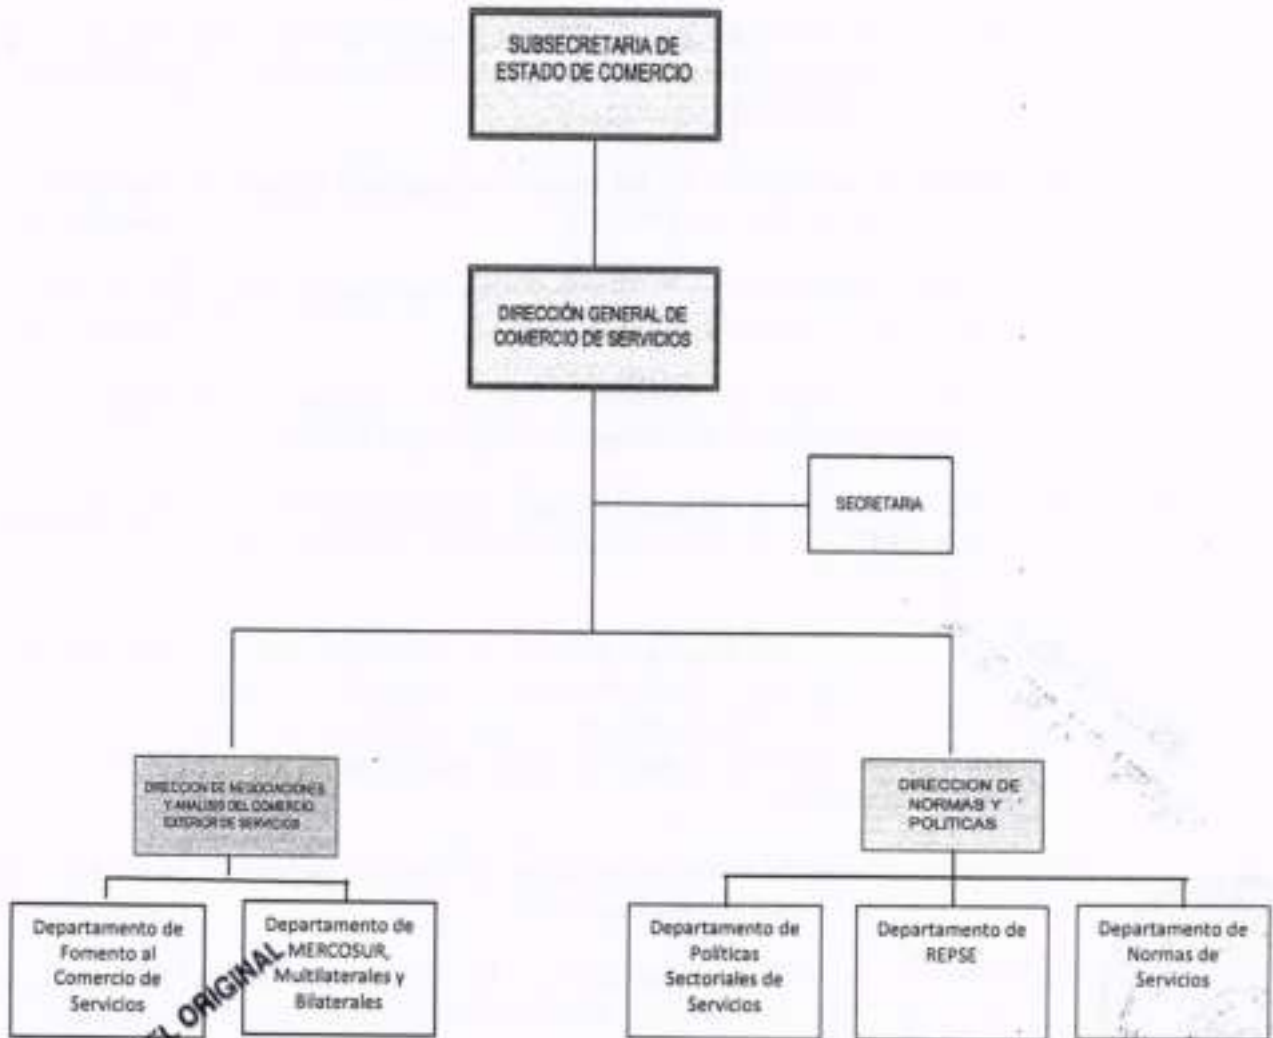 SUBSECRETARIA DE
ESTADO DE COMERCIO
DIRECCIÓN GENERAL DE
COMERCIO DE SERVICIOS
SECRETARIA
DIRECCION DE NEGOCIACIONES
Y ANALISIS DEL COMERCIO
EXTERIOR DE SERVICIOS
DIRECCION DE
NORMAS Y
POLITICAS
Departamento de
Fomento al
Comercio de
Servicios
Departamento de
MERCOSUR,
Multilaterales y
Bilaterales
Departamento de
Políticas
Sectoriales de
Servicios
Departamento de
REPSE
Departamento de
Normas de
Servicios
EL ORIGINAL